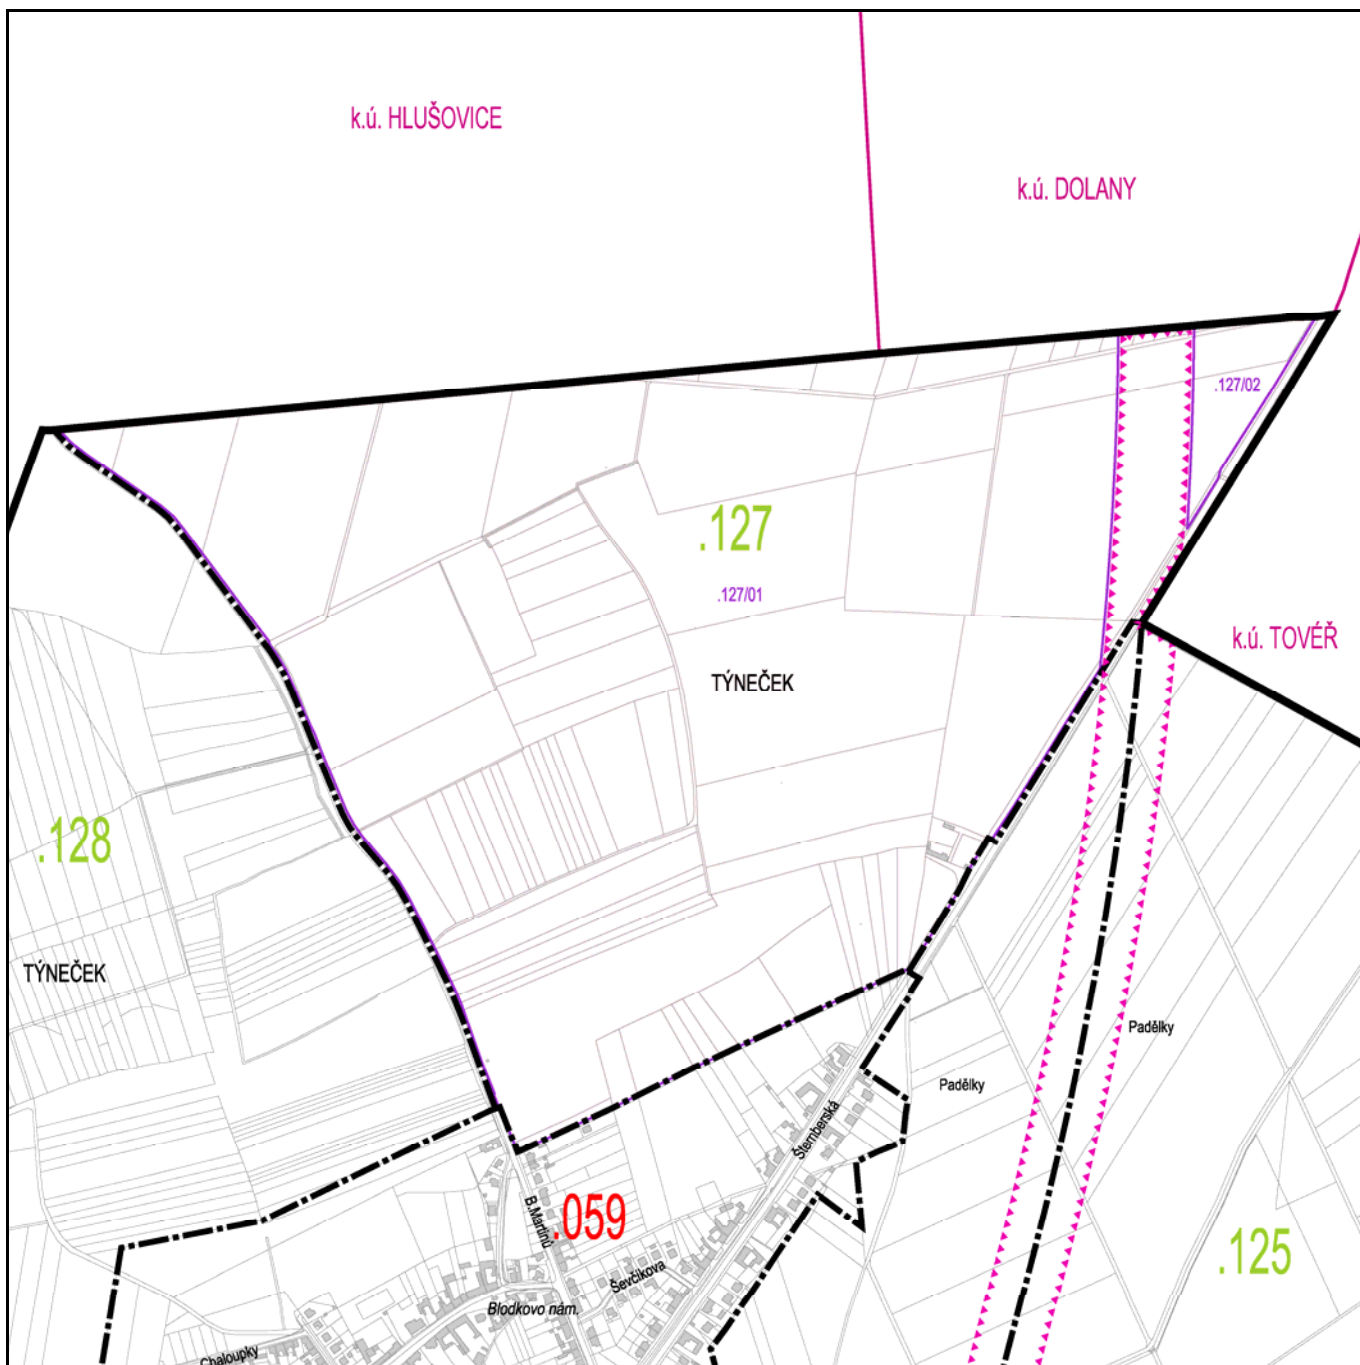 k.ú. HLUŠOVICE
k.ú. DOLANY
.127/02
.127
.127/01
k.ú. TOVÉŘ
TÝNEČEK
.128
TÝNEČEK
Padělky
Padělky
Šternberská
B.Martinů
.059
.125
Ševčíkova
Blodkovo nám.
Chaloupky